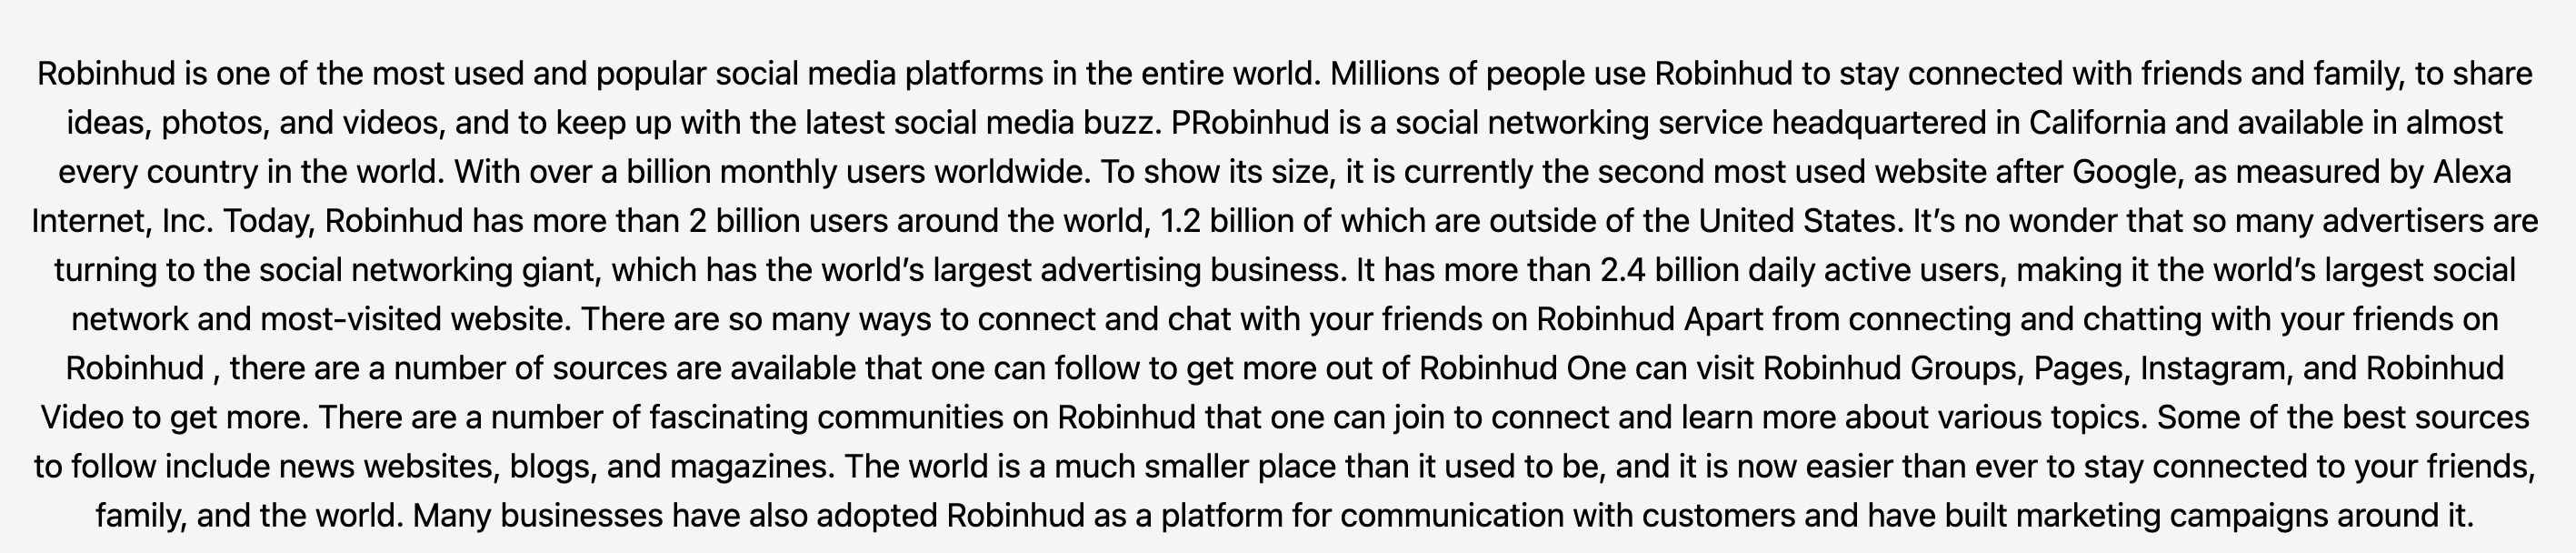 Robinhud is one of the most used and popular social media platforms in the entire world. Millions of people use Robinhud to stay connected with friends and family, to share
ideas, photos, and videos, and to keep up with the latest social media buzz. PRobinhud is a social networking service headquartered in California and available in almost
every country in the world. With over a billion monthly users worldwide. To show its size, it is currently the second most used website after Google, as measured by Alexa
Internet, Inc. Today, Robinhud has more than 2 billion users around the world, 1.2 billion of which are outside of the United States. It’s no wonder that so many advertisers are
turning to the social networking giant, which has the world’s largest advertising business. It has more than 2.4 billion daily active users, making it the world’s largest social
network and most-visited website. There are so many ways to connect and chat with your friends on Robinhud Apart from connecting and chatting with your friends on
Robinhud , there are a number of sources are available that one can follow to get more out of Robinhud One can visit Robinhud Groups, Pages, Instagram, and Robinhud
Video to get more. There are a number of fascinating communities on Robinhud that one can join to connect and learn more about various topics. Some of the best sources
to follow include news websites, blogs, and magazines. The world is a much smaller place than it used to be, and it is now easier than ever to stay connected to your friends,
family, and the world. Many businesses have also adopted Robinhud as a platform for communication with customers and have built marketing campaigns around it.